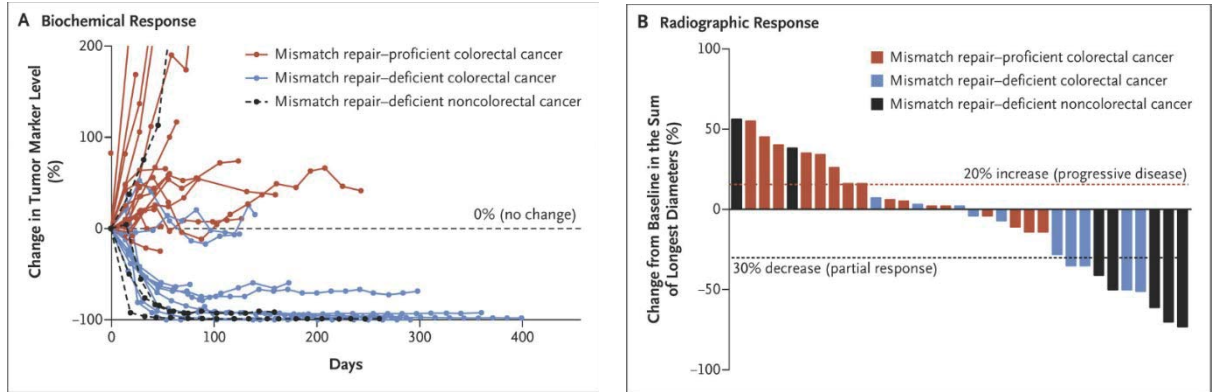 A Biochemical Response
200
100
0
−100
Change in Tumor Marker Level
(%)
Mismatch repair–proficient colorectal cancer
Mismatch repair–deficient colorectal cancer
Mismatch repair–deficient noncolorectal cancer
0% (no change)
0
100
200
300
400
Days
B Radiographic Response
100
50
0
-50
-100
Change from Baseline in the Sum
of Longest Diameters (%)
Mismatch repair–proficient colorectal cancer
Mismatch repair–deficient colorectal cancer
Mismatch repair–deficient noncolorectal cancer
20% increase (progressive disease)
30% decrease (partial response)